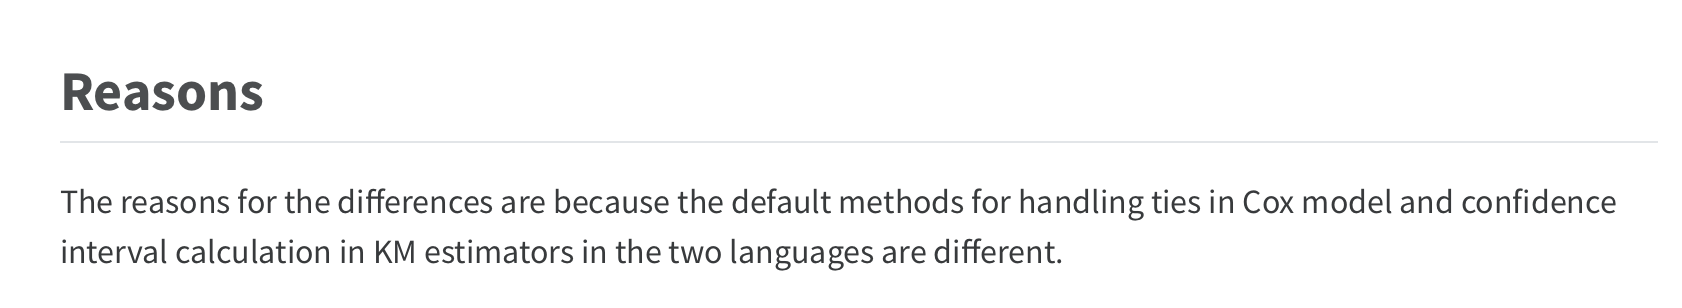 Reasons
The reasons for the differences are because the default methods for handling ties in Cox model and confidence
interval calculation in KM estimators in the two languages are different.